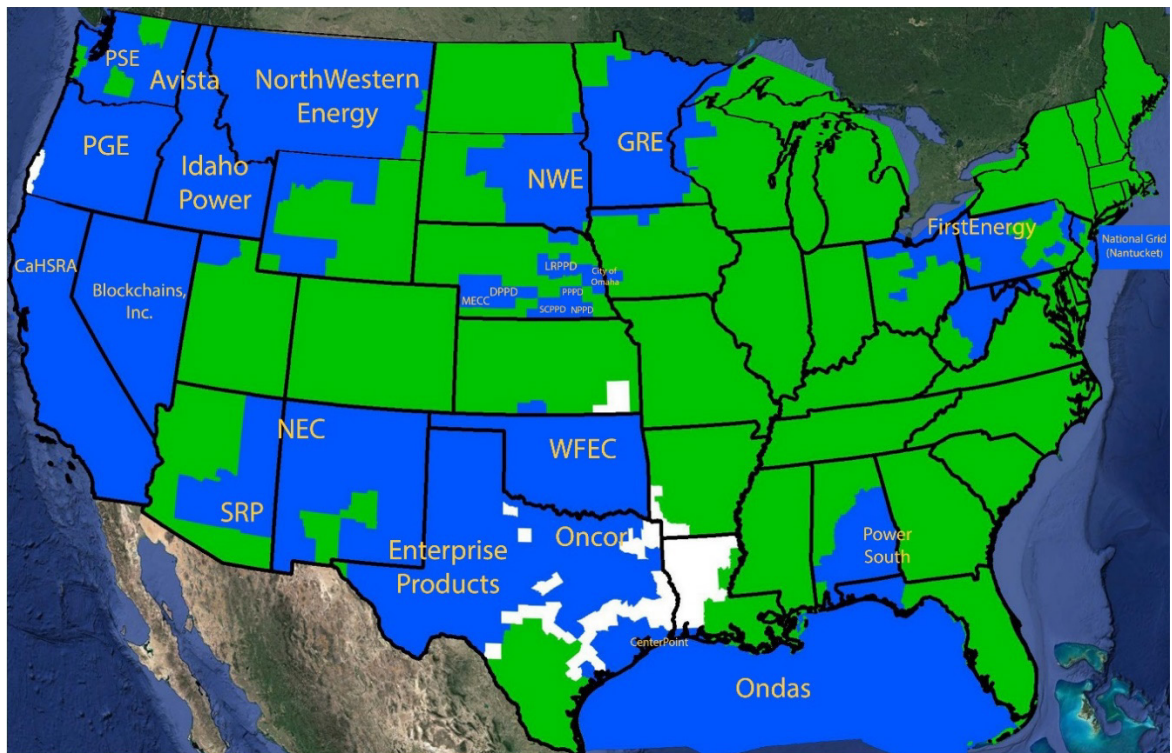 PSE
Avista
NorthWestern
Energy
PGE
Idaho
Power
GRE
NWE
FirstEnergy
National Grid
(Nantucket)
CaHSRA
Blockchains,
Inc.
LRPPD
City of
Omaha
MECC
DPPD
PPPD
SCPPD
NPPD
NEC
WFEC
SRP
Oncor
Enterprise
Products
Power
South
CenterPoint
Ondas